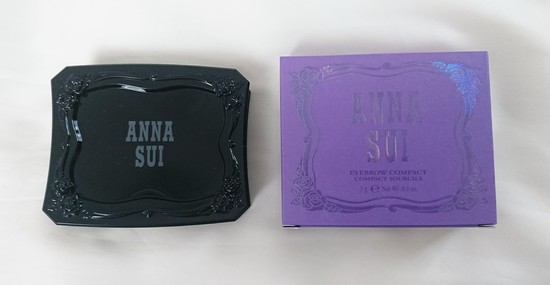 ANNA
SUI
ANNA
SUI
EYEBROW COMPACT
COMPACT SOURCILS